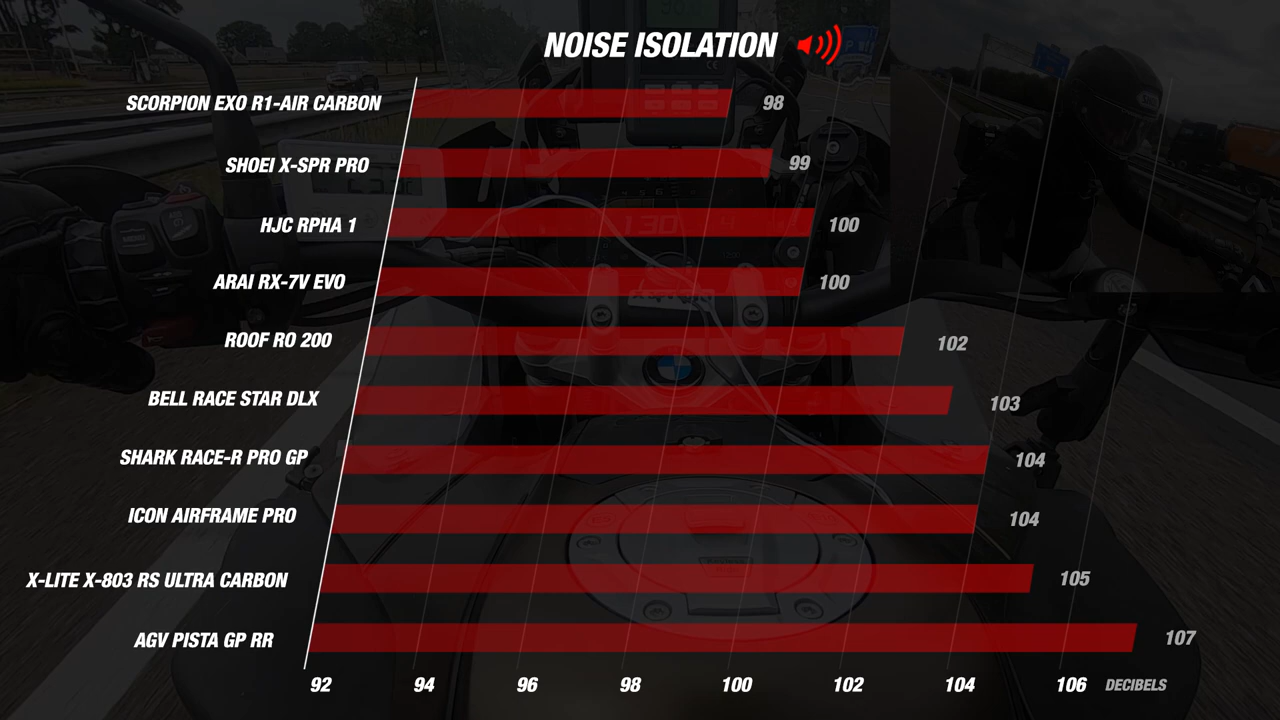 NOISE ISOLATION
SCORPION EXO R1-AIR CARBON 98
SHOEI X-SPR PRO 99
HJC RPHA 1 100
ARAI RX-7V EVO 100
ROOF RO 200 102
BELL RACE STAR DLX 103
SHARK RACE-R PRO GP 104
ICON AIRFRAME PRO 104
X-LITE X-803 RS ULTRA CARBON 105
AGV PISTA GP RR 107
92 94 96 98 100 102 104 106 DECIBELS